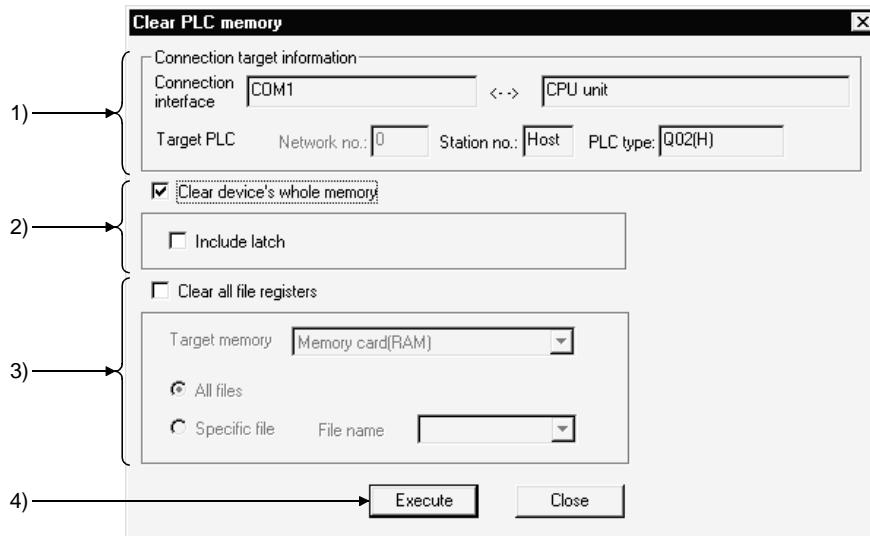 Clear PLC memory
Connection target information
1)
Connection interface COM1 <--> CPU unit
Target PLC Network no.: 0 Station no.: Host PLC type: Q02(H)
2)
Clear device's whole memory
Include latch
3)
Clear all file registers
Target memory Memory card(RAM)
All files
Specific file File name
4)
Execute Close